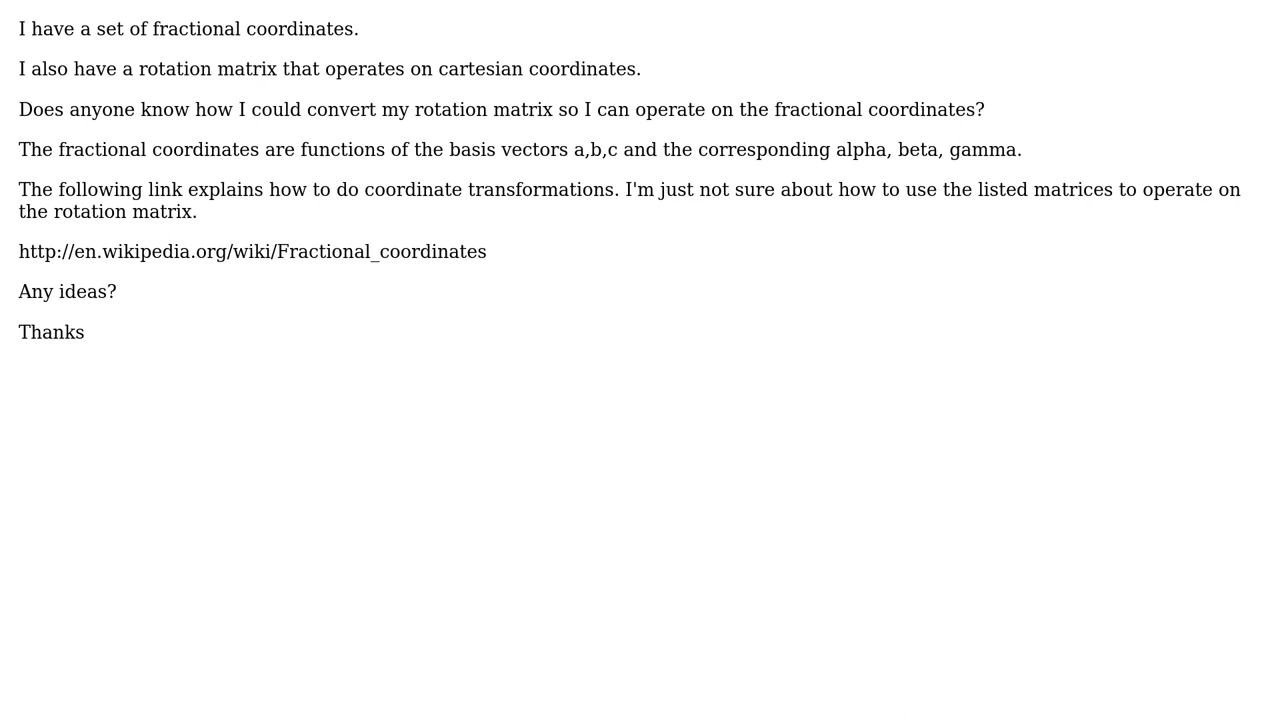 I have a set of fractional coordinates.
I also have a rotation matrix that operates on cartesian coordinates.
Does anyone know how I could convert my rotation matrix so I can operate on the fractional coordinates?
The fractional coordinates are functions of the basis vectors a,b,c and the corresponding alpha, beta, gamma.
The following link explains how to do coordinate transformations. I'm just not sure about how to use the listed matrices to operate on
the rotation matrix.
http://en.wikipedia.org/wiki/Fractional_coordinates
Any ideas?
Thanks